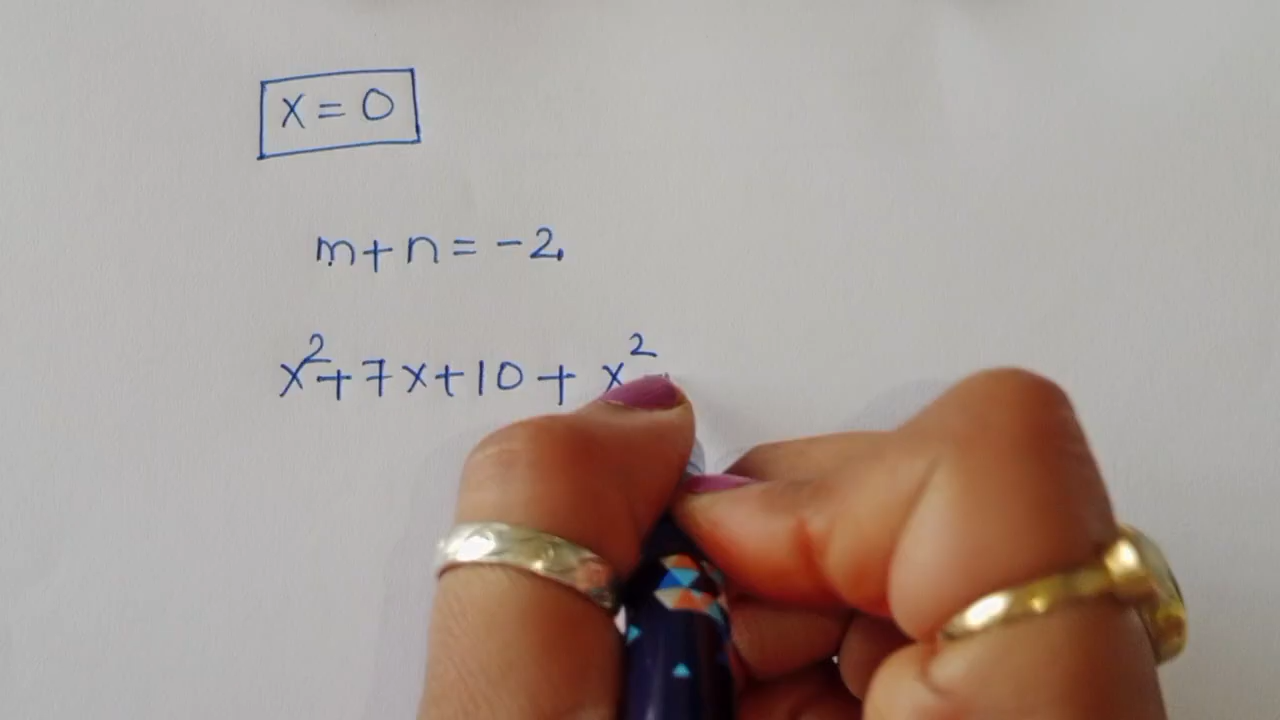 x = 0
m + n = -2
x² + 7x + 10 + x²